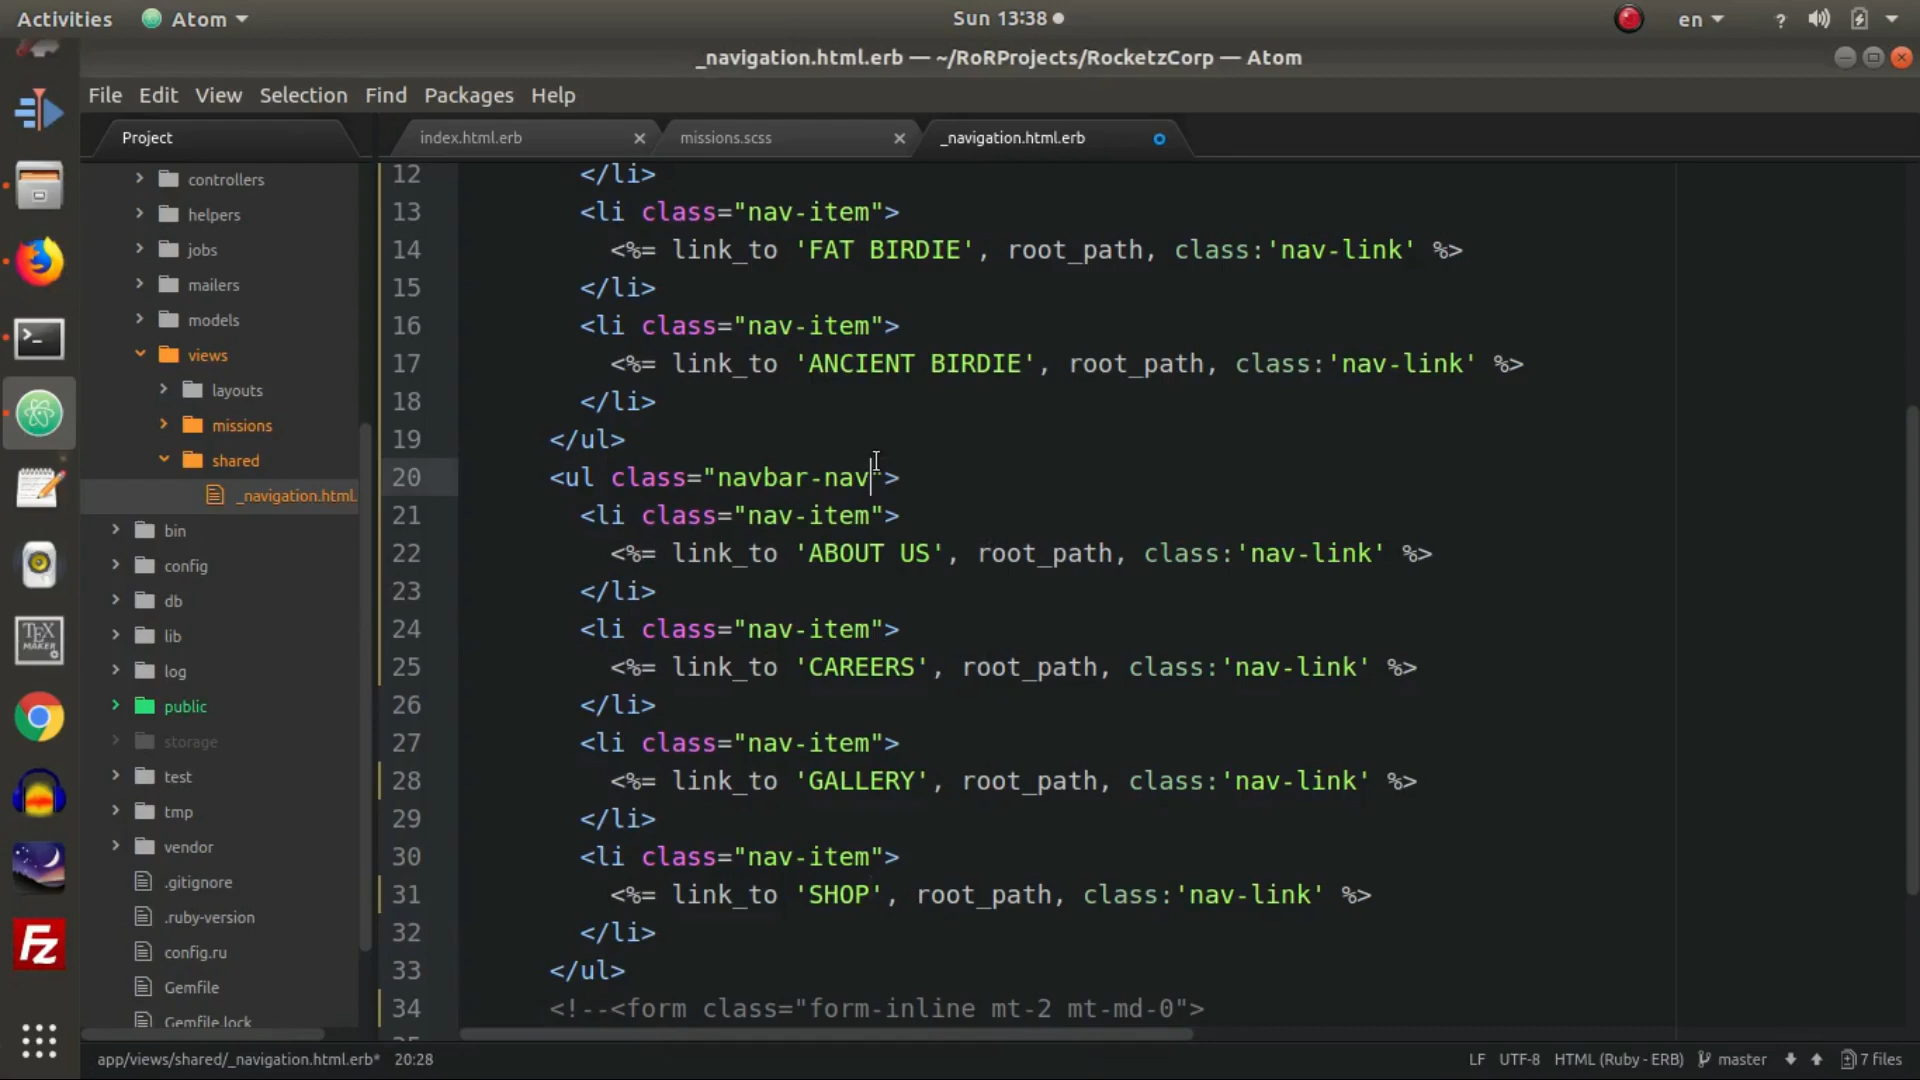 Activities Atom Sun 13:38 en ?
_navigation.html.erb — ~/RoRProjects/RocketzCorp — Atom
File Edit View Selection Find Packages Help
Project index.html.erb missions.scss _navigation.html.erb
controllers
helpers
jobs
mailers
models
views
layouts
missions
shared
_navigation.html.
bin
config
db
lib
log
public
storage
test
tmp
vendor
.gitignore
.ruby-version
config.ru
Gemfile
Gemfile.lock
12 </li>
13 <li class="nav-item">
14 <%= link_to 'FAT BIRDIE', root_path, class:'nav-link' %>
15 </li>
16 <li class="nav-item">
17 <%= link_to 'ANCIENT BIRDIE', root_path, class:'nav-link' %>
18 </li>
19 </ul>
20 <ul class="navbar-nav">
21 <li class="nav-item">
22 <%= link_to 'ABOUT US', root_path, class:'nav-link' %>
23 </li>
24 <li class="nav-item">
25 <%= link_to 'CAREERS', root_path, class:'nav-link' %>
26 </li>
27 <li class="nav-item">
28 <%= link_to 'GALLERY', root_path, class:'nav-link' %>
29 </li>
30 <li class="nav-item">
31 <%= link_to 'SHOP', root_path, class:'nav-link' %>
32 </li>
33 </ul>
34 <!--<form class="form-inline mt-2 mt-md-0">
TEX
MAKER
Fz
app/views/shared/_navigation.html.erb* 20:28 LF UTF-8 HTML (Ruby - ERB) master 7 files